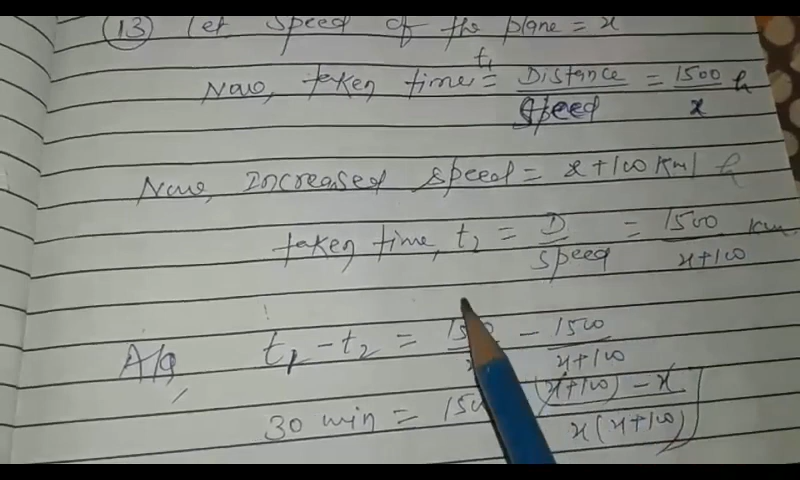 (13) Let Speed of the plane = x
Now, taken time t₁ = Distance/Speed = 1500/x h
Now, Increased speed = x+100 Km/h
taken time, t₂ = D/Speed = 1500/x+100 km
A/q t₁ - t₂ = 1500/x - 1500/x+100
30 min = (x+100) - x/x(x+100)